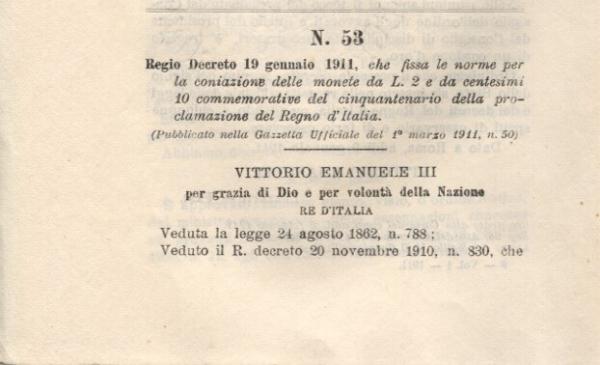 N. 53
Regio Decreto 19 gennaio 1911, che fissa le norme per
la coniazione delle monete da L. 2 e da centesimi
10 commemorative del cinquantenario della pro-
clamazione del Regno d'Italia.
(Pubblicato nella Gazzetta Ufficiale del 1º marzo 1911, n. 50)
VITTORIO EMANUELE III
per grazia di Dio e per volontà della Nazione
RE D'ITALIA
Veduta la legge 24 agosto 1862, n. 788;
Veduto il R. decreto 20 novembre 1910, n. 830, che